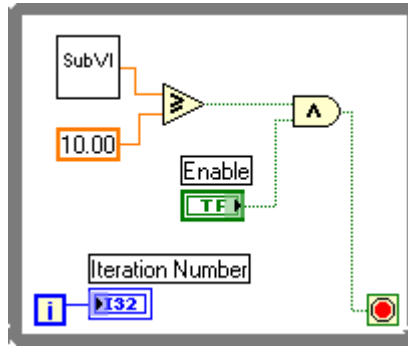 SubVI
≥
10.00
∧
Enable
TF
Iteration Number
i
I32